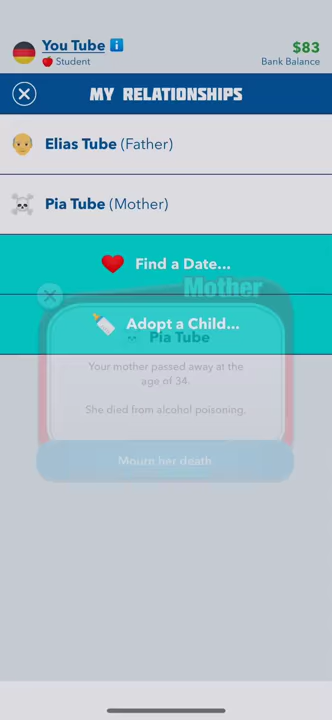 You Tube i
Student
$83
Bank Balance
MY RELATIONSHIPS
Elias Tube (Father)
Pia Tube (Mother)
Find a Date...
Mother
Adopt a Child...
Pia Tube
Your mother passed away at the
age of 34.
She died from alcohol poisoning.
Mourn her death